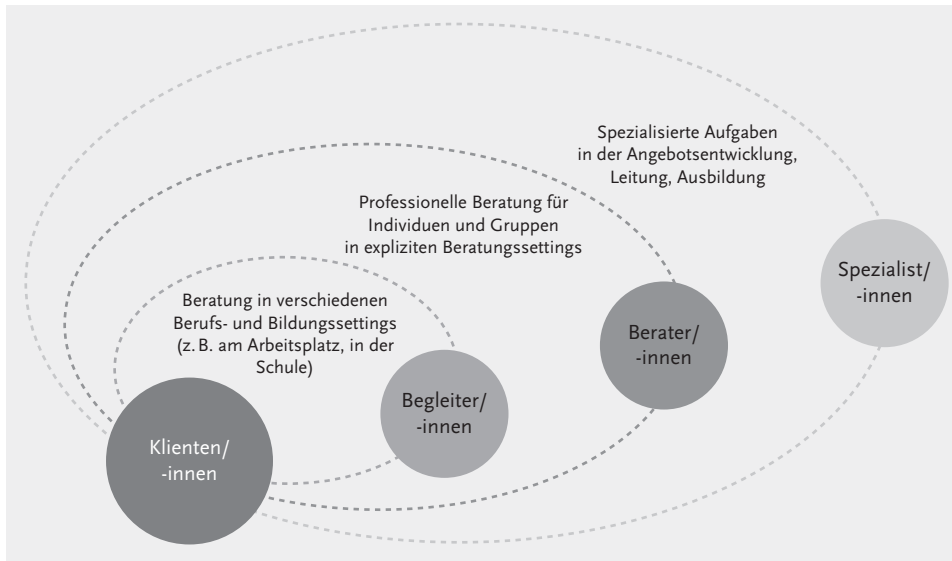 Spezialisierte Aufgaben
in der Angebotsentwicklung,
Leitung, Ausbildung
Professionelle Beratung für
Individuen und Gruppen
in expliziten Beratungssettings
Beratung in verschiedenen
Berufs- und Bildungssettings
(z. B. am Arbeitsplatz, in der
Schule)
Klienten/
-innen
Begleiter/
-innen
Berater/
-innen
Spezialist/
-innen